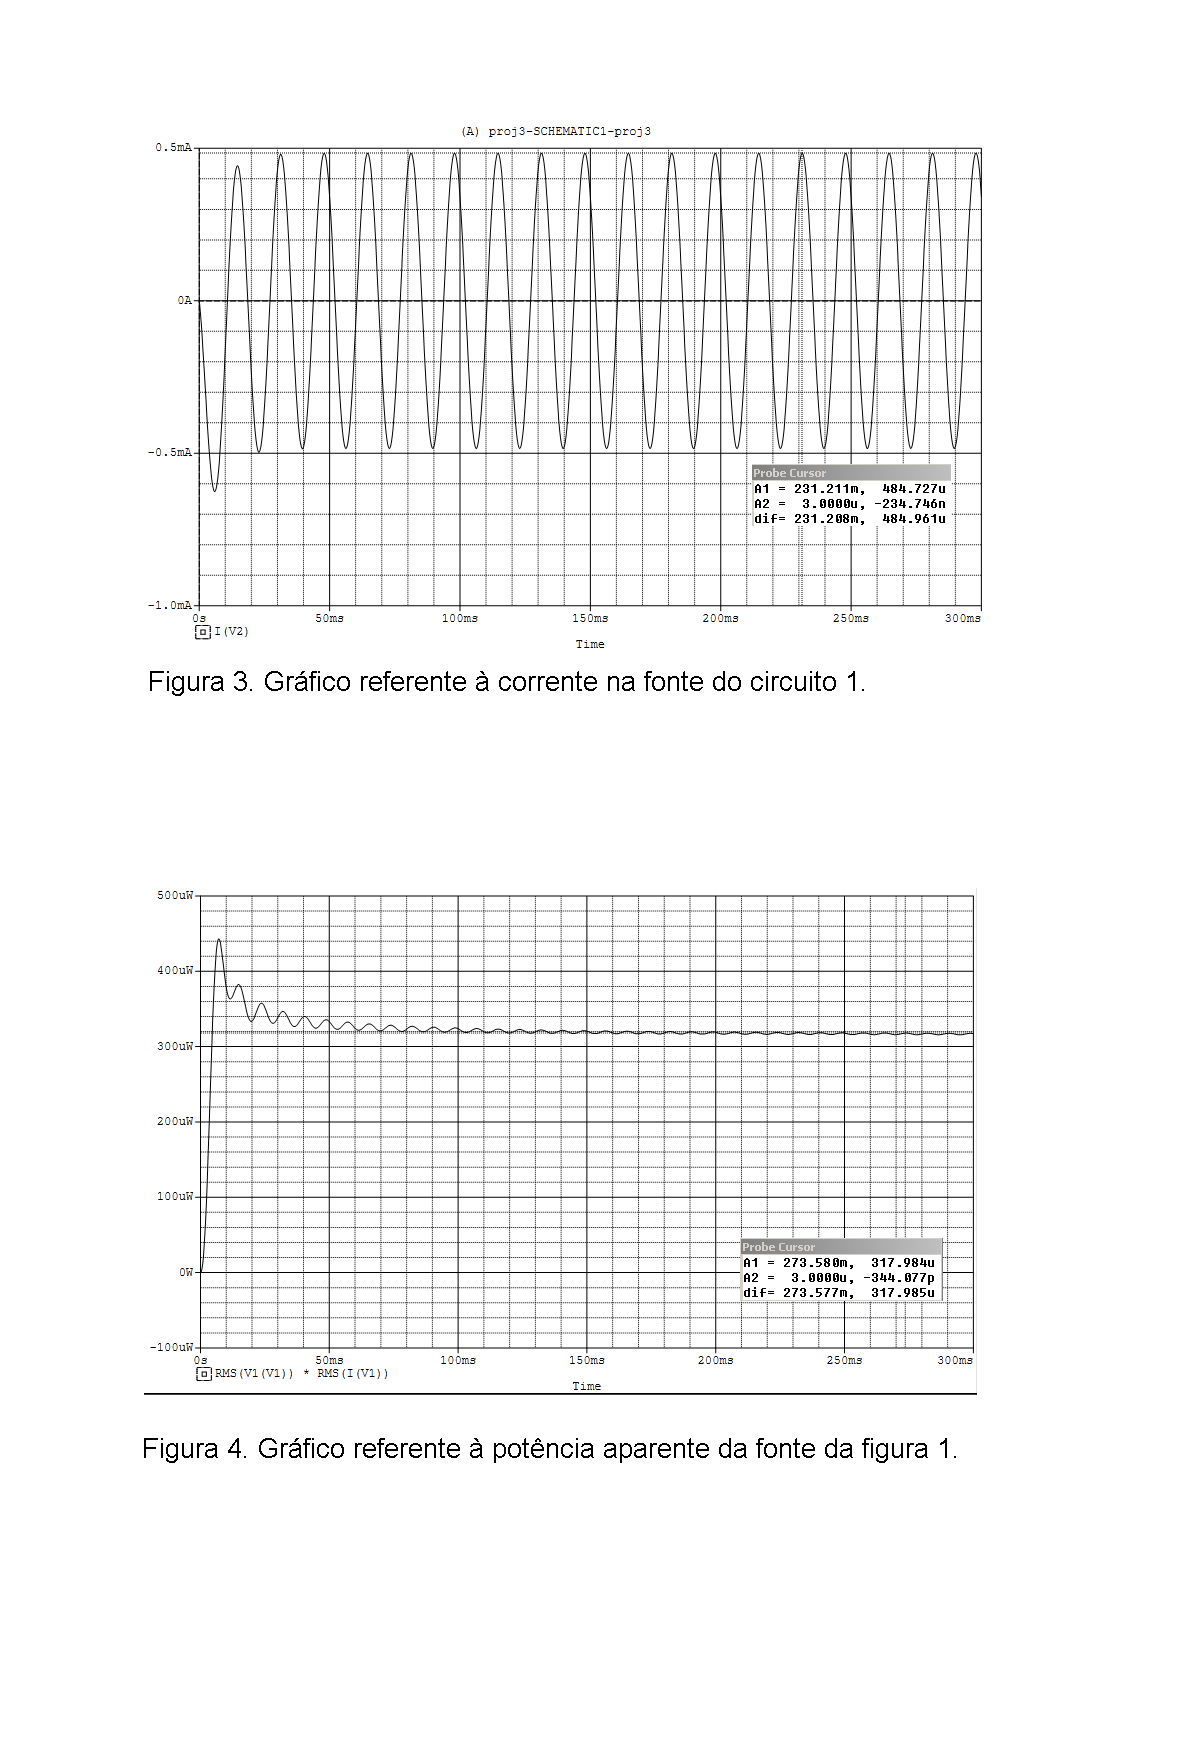 (A) proj3-SCHEMATIC1-proj3
0.5mA
0A
-0.5mA
Probe Cursor
A1 = 231.211m, 484.727u
A2 = 3.0000u, -234.746n
dif= 231.208m, 484.961u
-1.0mA
0s 50ms 100ms 150ms 200ms 250ms 300ms
I(V2)
Time
Figura 3. Gráfico referente à corrente na fonte do circuito 1.
500uW
400uW
300uW
200uW
100uW
Probe Cursor
A1 = 273.580m, 317.984u
0W
A2 = 3.0000u, -344.077p
dif= 273.577m, 317.985u
-100uW
0s 50ms 100ms 150ms 200ms 250ms 300ms
RMS(V1(V1)) * RMS(I(V1))
Time
Figura 4. Gráfico referente à potência aparente da fonte da figura 1.